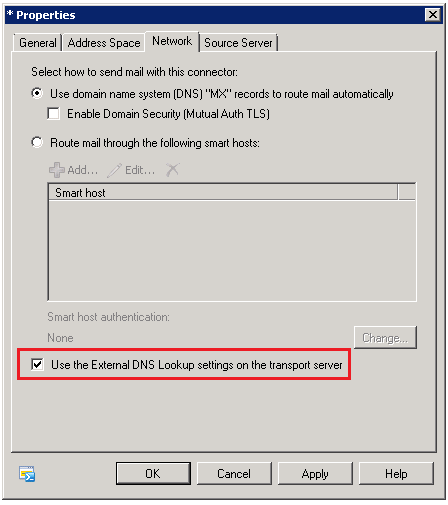 * Properties
General
Address Space
Network
Source Server
Select how to send mail with this connector:
Use domain name system (DNS) "MX" records to route mail automatically
Enable Domain Security (Mutual Auth TLS)
Route mail through the following smart hosts:
Add... Edit...
Smart host
Smart host authentication:
None
Change...
Use the External DNS Lookup settings on the transport server
OK Cancel Apply Help